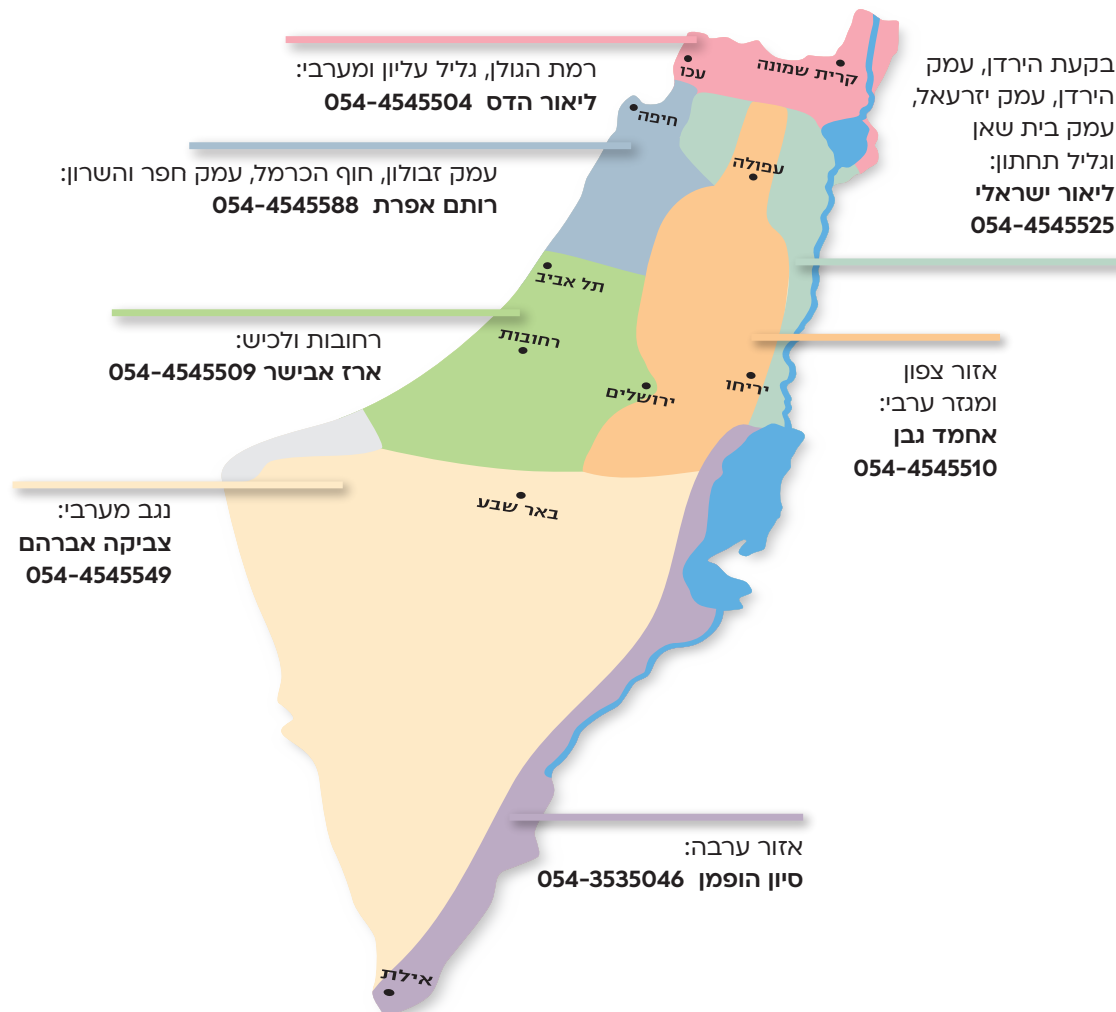 רמת הגולן, גליל עליון ומערבי:
ליאור הדס 054-4545504
עמק זבולון, חוף הכרמל, עמק חפר והשרון:
רותם אפרת 054-4545588
רחובות ולכיש:
ארז אבישר 054-4545509
נגב מערבי:
צביקה אברהם
054-4545549
בקעת הירדן, עמק
הירדן, עמק יזרעאל,
עמק בית שאן
וגליל תחתון:
ליאור ישראלי
054-4545525
אזור צפון
ומגזר ערבי:
אחמד גבן
054-4545510
אזור ערבה:
סיון הופמן 054-3535046
קרית שמונה
עכו
חיפה
עפולה
תל אביב
רחובות
ירושלים
יריחו
באר שבע
אילת